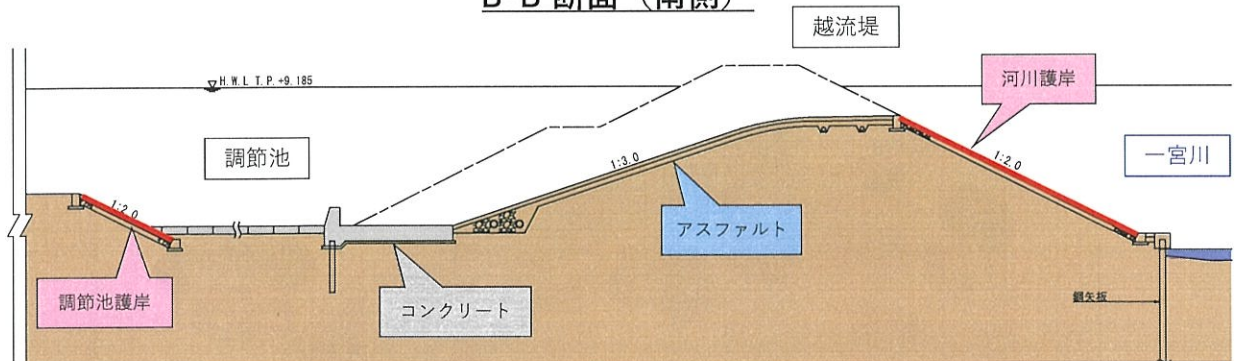 B-B 断面（南側）
越流堤
H.W.L T.P.+9.185
河川護岸
調節池
1:3.0
1:2.0
一宮川
1:2.0
アスファルト
調節池護岸
コンクリート
鋼矢板